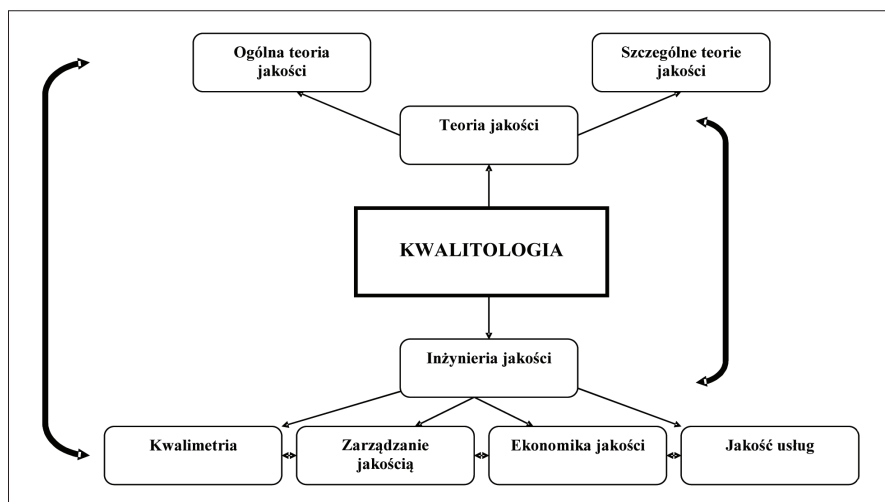 Ogólna teoria
jakości
Szczególne teorie
jakości
Teoria jakości
KWALITOLOGIA
Inżynieria jakości
Kwalimetria
Zarządzanie
jakością
Ekonomika jakości
Jakość usług